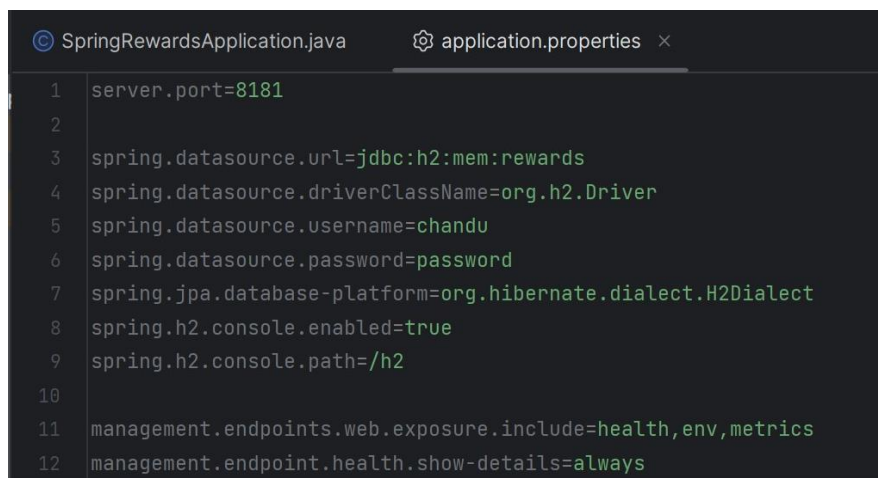 SpringRewardsApplication.java application.properties
1 server.port=8181
2
3 spring.datasource.url=jdbc:h2:mem:rewards
4 spring.datasource.driverClassName=org.h2.Driver
5 spring.datasource.username=chandu
6 spring.datasource.password=password
7 spring.jpa.database-platform=org.hibernate.dialect.H2Dialect
8 spring.h2.console.enabled=true
9 spring.h2.console.path=/h2
10
11 management.endpoints.web.exposure.include=health,env,metrics
12 management.endpoint.health.show-details=always